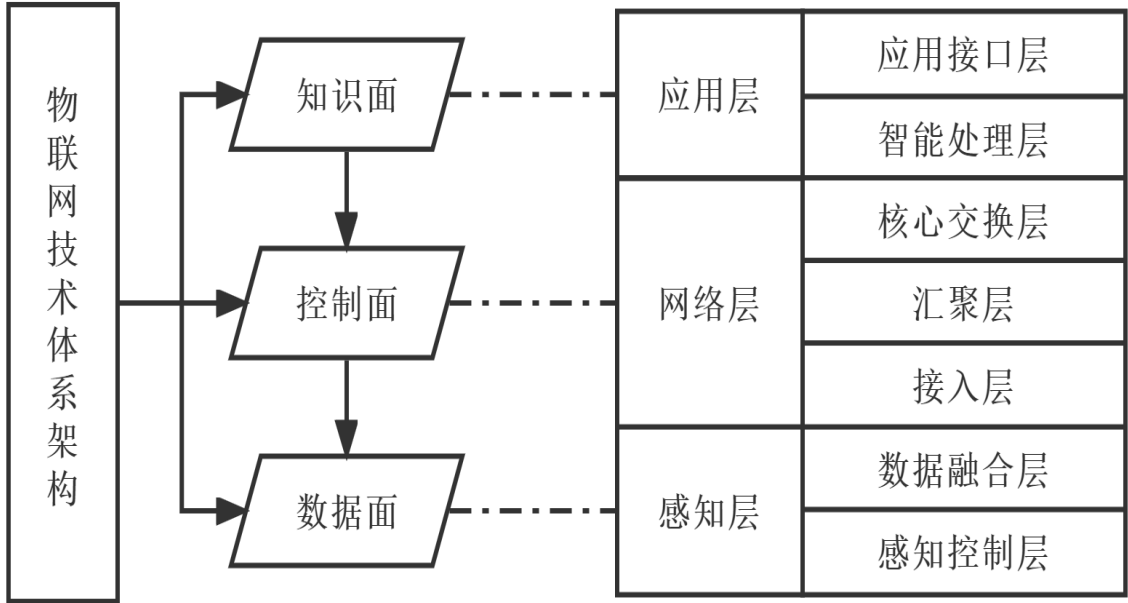 物联网技术体系架构
知识面
控制面
数据面
应用层
应用接口层
智能处理层
网络层
核心交换层
汇聚层
接入层
感知层
数据融合层
感知控制层